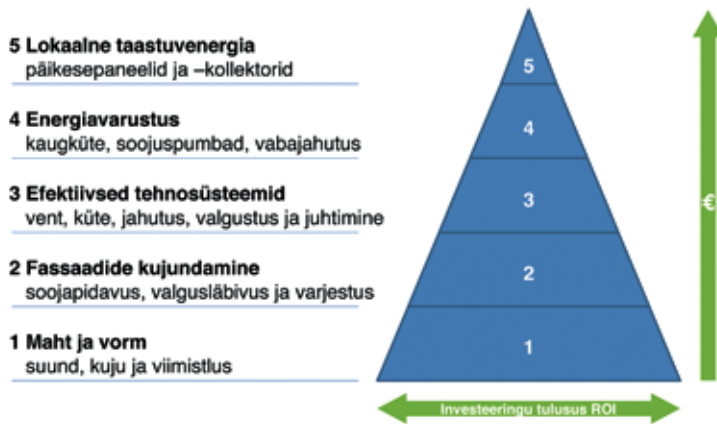 5 Lokaalne taastuvenergia
päikesepaneelid ja –kollektorid
4 Energiavarustus
kaugküte, soojuspumbad, vabajahutus
3 Efektiivsed tehnosüsteemid
vent, küte, jahutus, valgustus ja juhtimine
2 Fassaadide kujundamine
soojapidavus, valgusläbivus ja varjestus
1 Maht ja vorm
suund, kuju ja viimistlus
5
4
3
2
1
€
Investeeringu tulusus ROI